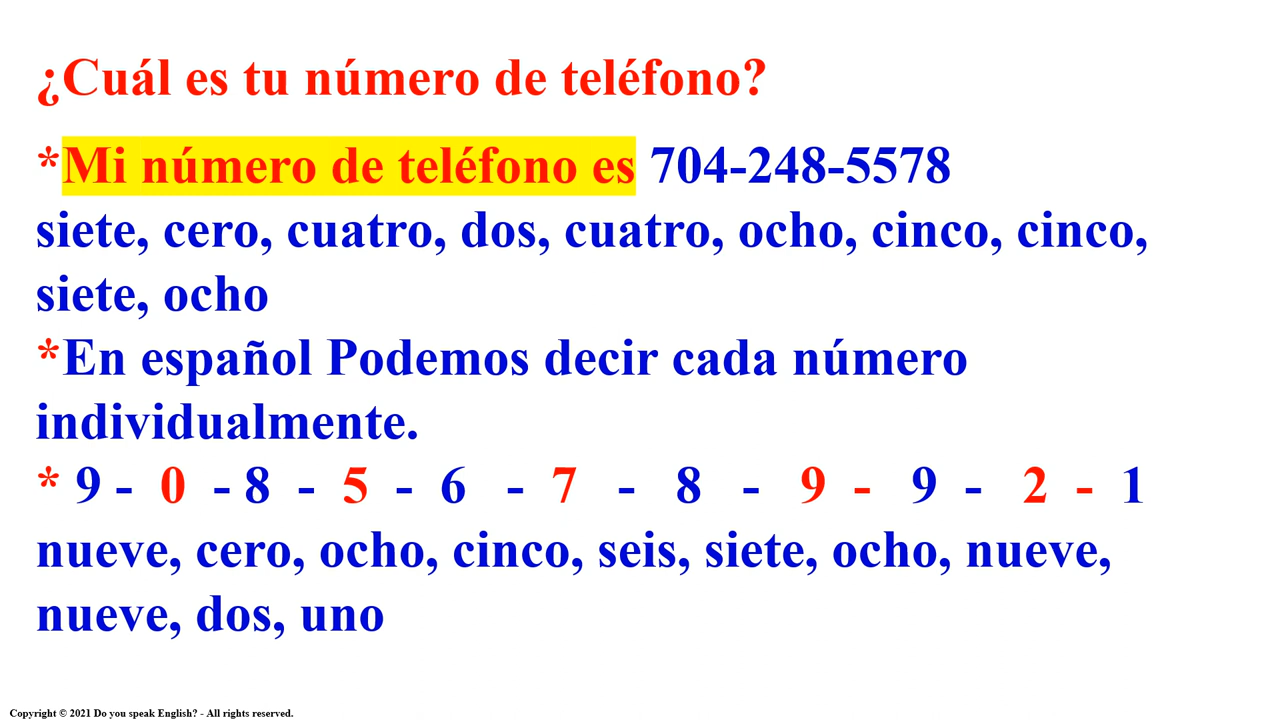 ¿Cuál es tu número de teléfono?
*Mi número de teléfono es 704-248-5578
siete, cero, cuatro, dos, cuatro, ocho, cinco, cinco,
siete, ocho
*En español Podemos decir cada número
individualmente.
* 9 - 0 - 8 - 5 - 6 - 7 - 8 - 9 - 9 - 2 - 1
nueve, cero, ocho, cinco, seis, siete, ocho, nueve,
nueve, dos, uno
Copyright © 2021 Do you speak English? - All rights reserved.